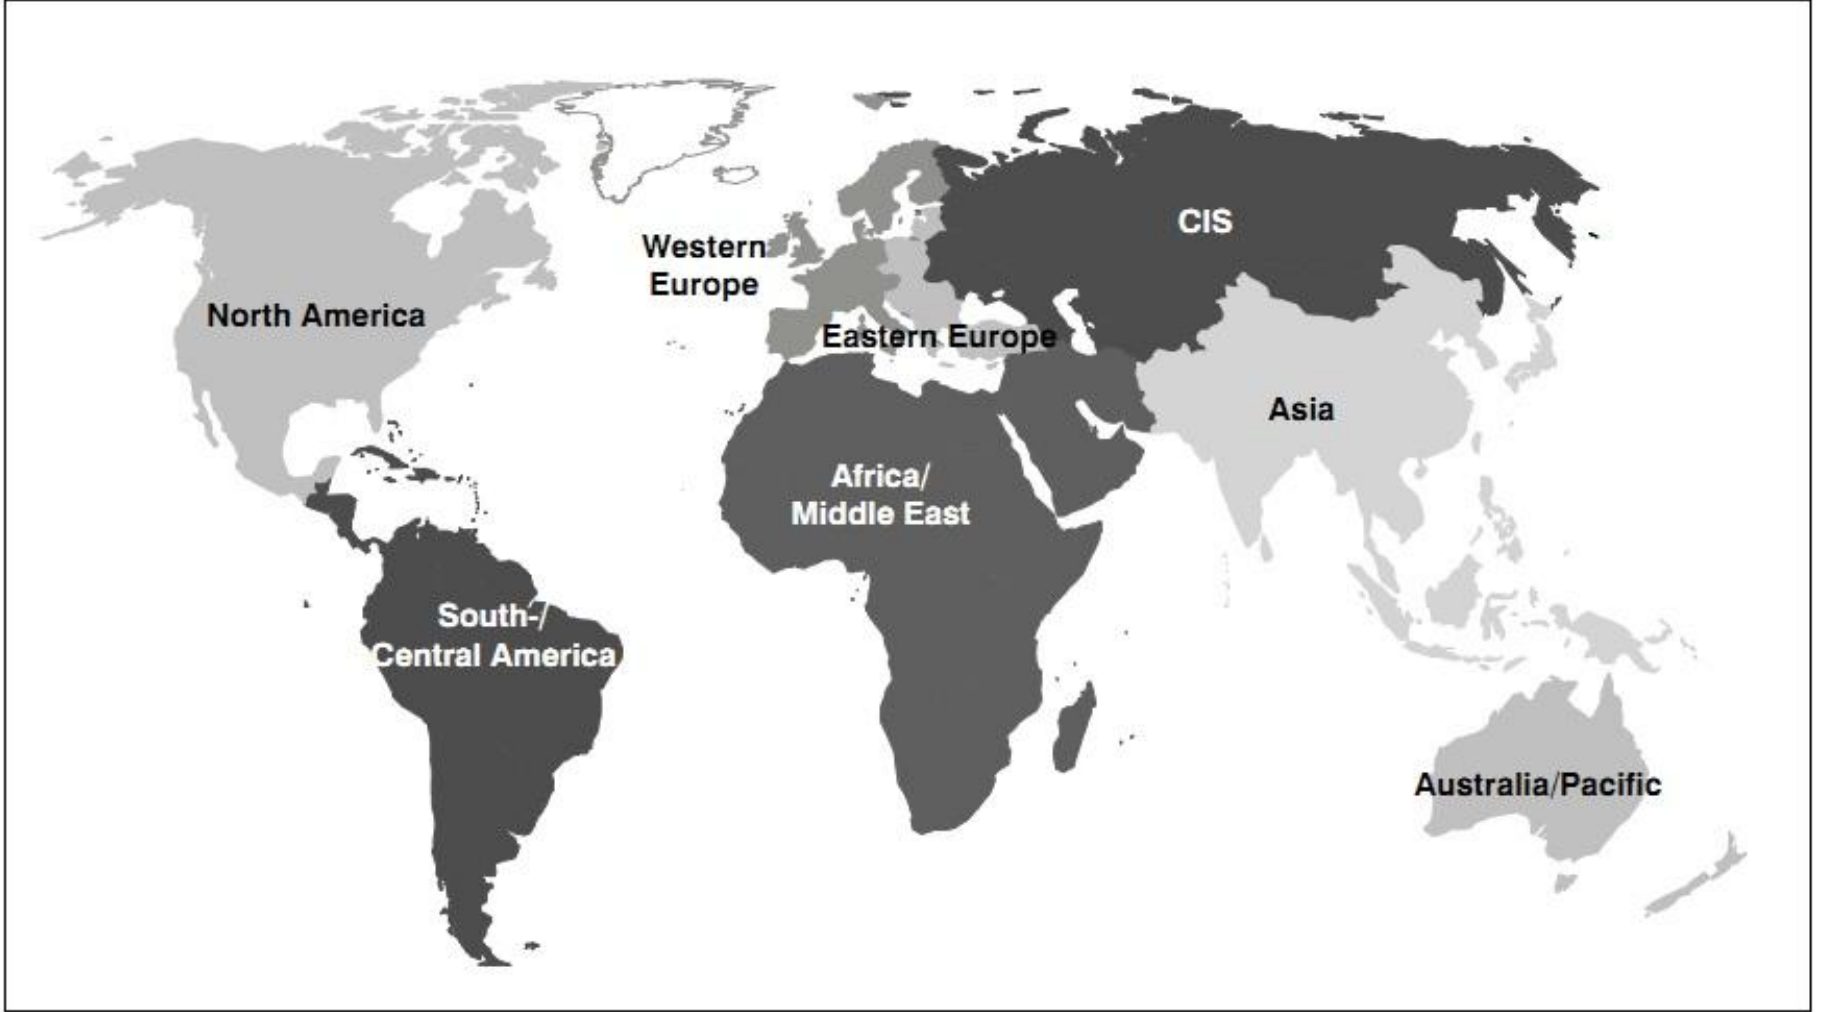 CIS
Western
Europe
North America
Eastern Europe
Asia
Africa/
Middle East
South-/
Central America
Australia/Pacific